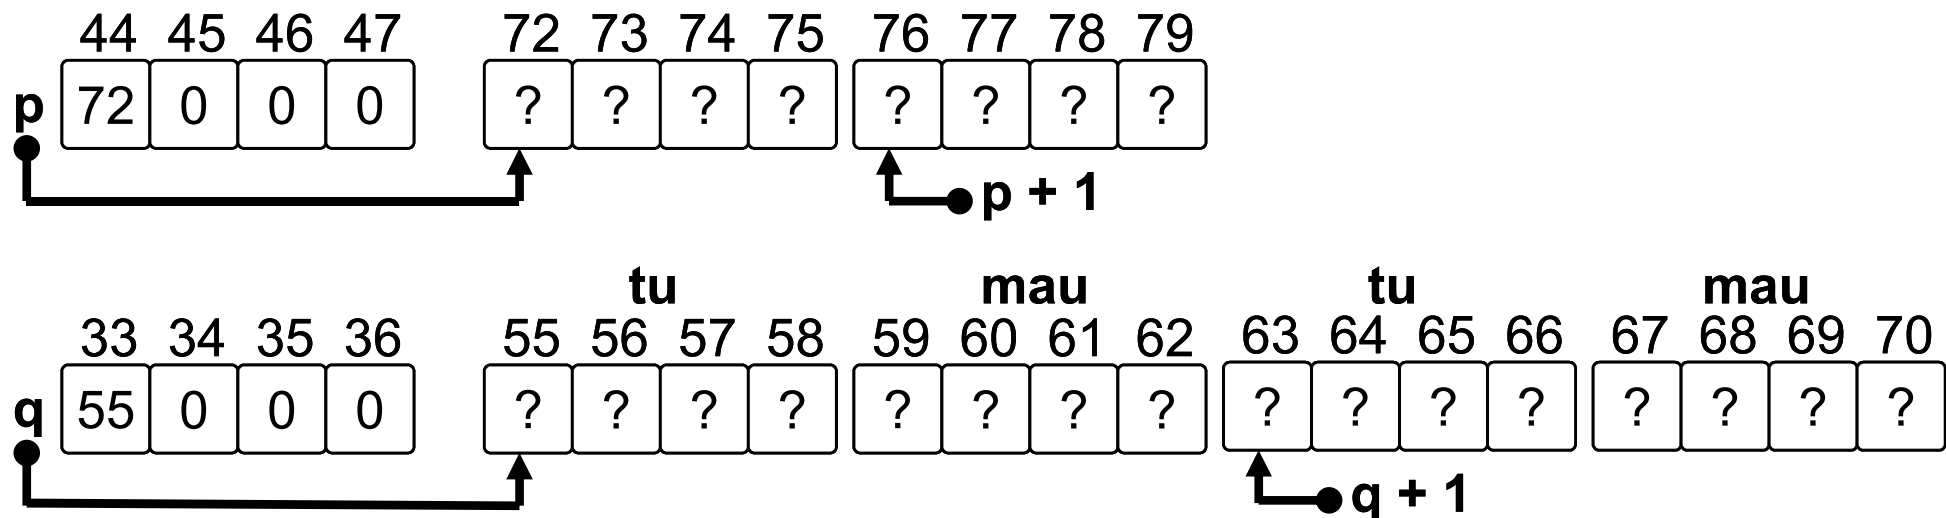 44 45 46 47 72 73 74 75 76 77 78 79
p 72 0 0 0 ? ? ? ? ? ? ? ?
p + 1
tu mau tu mau
33 34 35 36 55 56 57 58 59 60 61 62 63 64 65 66 67 68 69 70
q 55 0 0 0 ? ? ? ? ? ? ? ? ? ? ? ? ? ? ? ?
q + 1